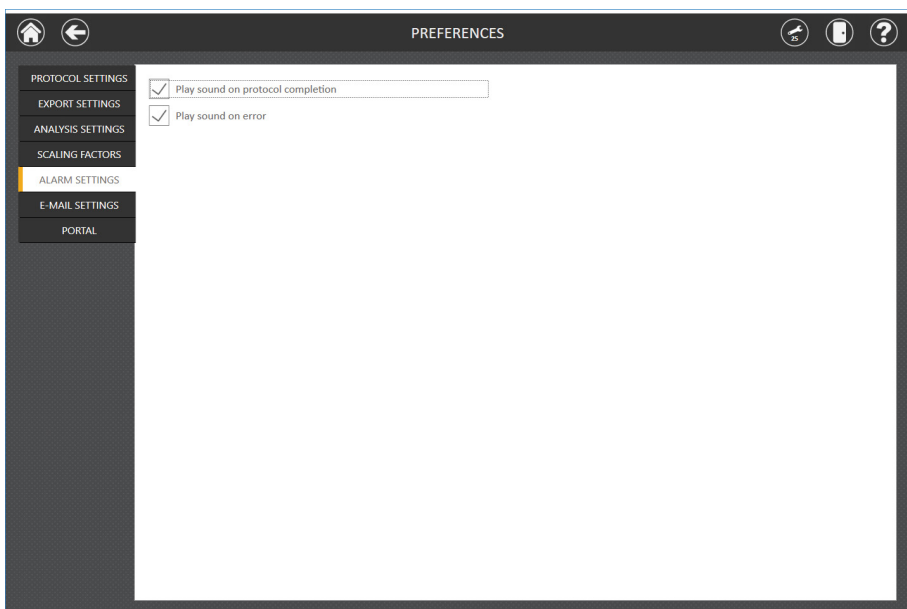 PREFERENCES
25
?
PROTOCOL SETTINGS
EXPORT SETTINGS
ANALYSIS SETTINGS
SCALING FACTORS
ALARM SETTINGS
E-MAIL SETTINGS
PORTAL
Play sound on protocol completion
Play sound on error